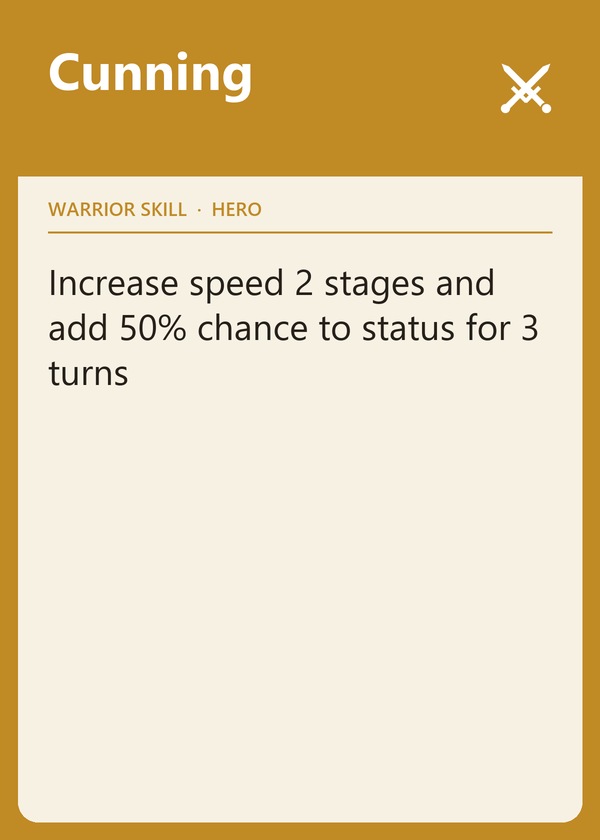 Cunning
WARRIOR SKILL · HERO
Increase speed 2 stages and
add 50% chance to status for 3
turns